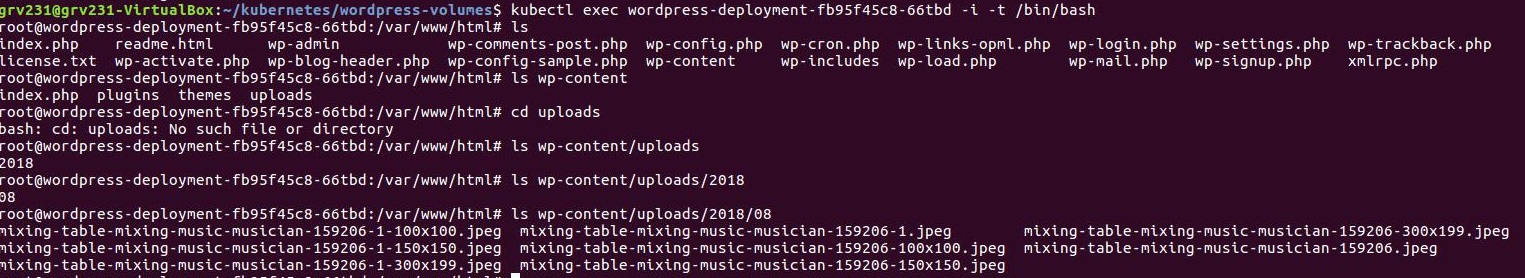 grv231@grv231-VirtualBox:~/kubernetes/wordpress-volumes$ kubectl exec wordpress-deployment-fb95f45c8-66tbd -i -t /bin/bash
root@wordpress-deployment-fb95f45c8-66tbd:/var/www/html# ls
index.php readme.html wp-admin wp-comments-post.php wp-config.php wp-cron.php wp-links-opml.php wp-login.php wp-settings.php wp-trackback.php
license.txt wp-activate.php wp-blog-header.php wp-config-sample.php wp-content wp-includes wp-load.php wp-mail.php wp-signup.php xmlrpc.php
root@wordpress-deployment-fb95f45c8-66tbd:/var/www/html# ls wp-content
index.php plugins themes uploads
root@wordpress-deployment-fb95f45c8-66tbd:/var/www/html# cd uploads
bash: cd: uploads: No such file or directory
root@wordpress-deployment-fb95f45c8-66tbd:/var/www/html# ls wp-content/uploads
2018
root@wordpress-deployment-fb95f45c8-66tbd:/var/www/html# ls wp-content/uploads/2018
08
root@wordpress-deployment-fb95f45c8-66tbd:/var/www/html# ls wp-content/uploads/2018/08
mixing-table-mixing-music-musician-159206-1-100x100.jpeg mixing-table-mixing-music-musician-159206-1.jpeg mixing-table-mixing-music-musician-159206-300x199.jpeg
mixing-table-mixing-music-musician-159206-1-150x150.jpeg mixing-table-mixing-music-musician-159206-100x100.jpeg mixing-table-mixing-music-musician-159206.jpeg
mixing-table-mixing-music-musician-159206-1-300x199.jpeg mixing-table-mixing-music-musician-159206-150x150.jpeg
root@wordpress-deployment-fb95f45c8-66tbd:/var/www/html#